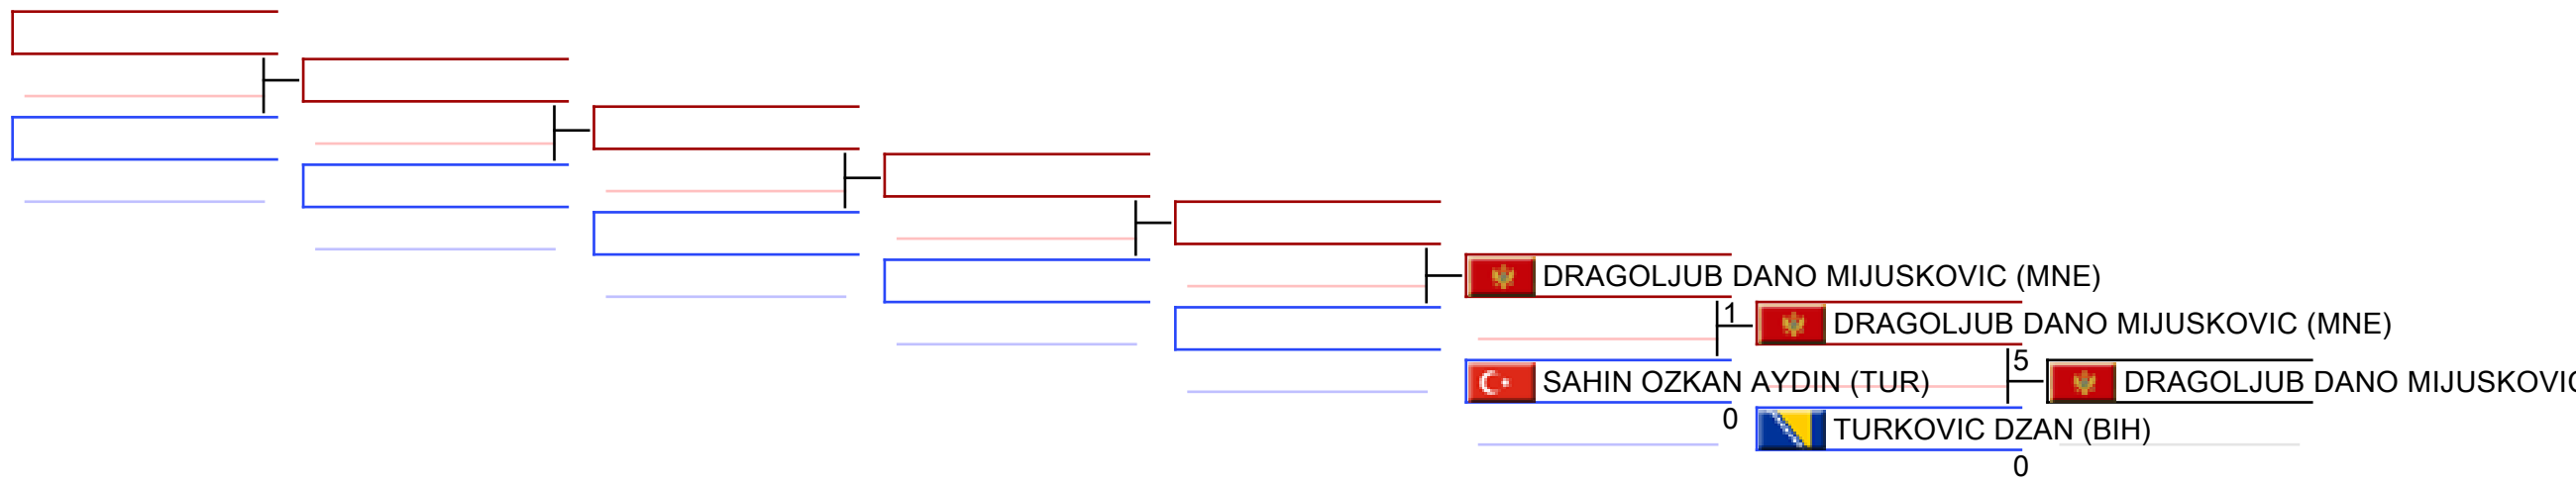 DRAGOLJUB DANO MIJUSKOVIC (MNE)
1
DRAGOLJUB DANO MIJUSKOVIC (MNE)
SAHIN OZKAN AYDIN (TUR)
0
5
DRAGOLJUB DANO MIJUSKOVIC
TURKOVIC DZAN (BIH)
0